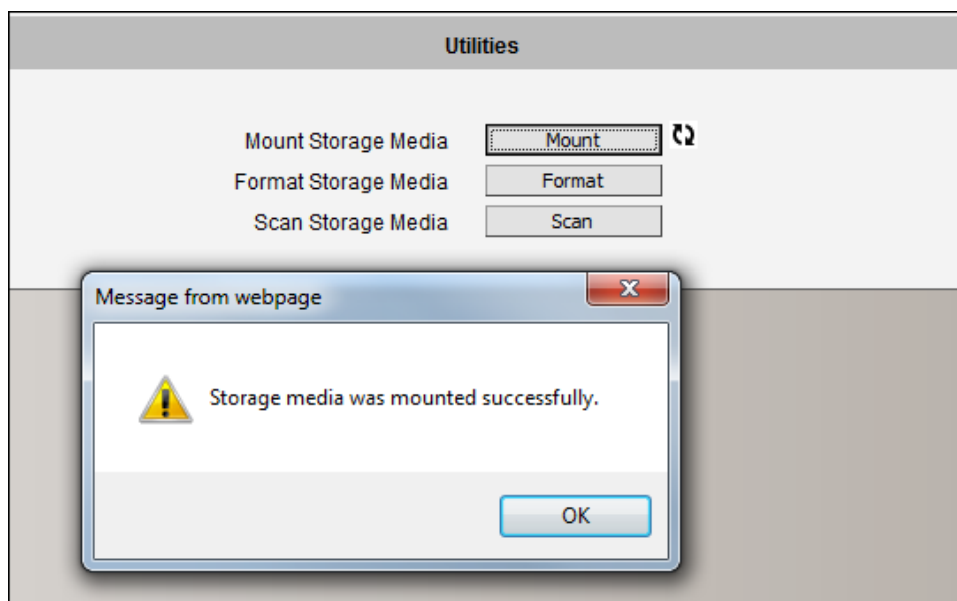 Utilities
Mount Storage Media Mount
Format Storage Media Format
Scan Storage Media Scan
Message from webpage
Storage media was mounted successfully.
OK